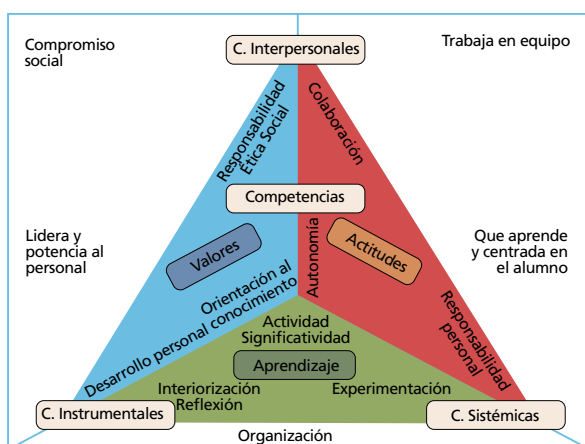 Compromiso
social
C. Interpersonales
Trabaja en equipo
Responsabilidad
Ética Social
Colaboración
Competencias
Lidera y
potencia al
personal
Valores
Autonomía
Actitudes
Que aprende
y centrada en
el alumno
Orientación al
Desarrollo personal conocimiento
Responsabilidad
personal
Actividad
Significatividad
Aprendizaje
Interiorización
Reflexión
Experimentación
C. Instrumentales
C. Sistémicas
Organización